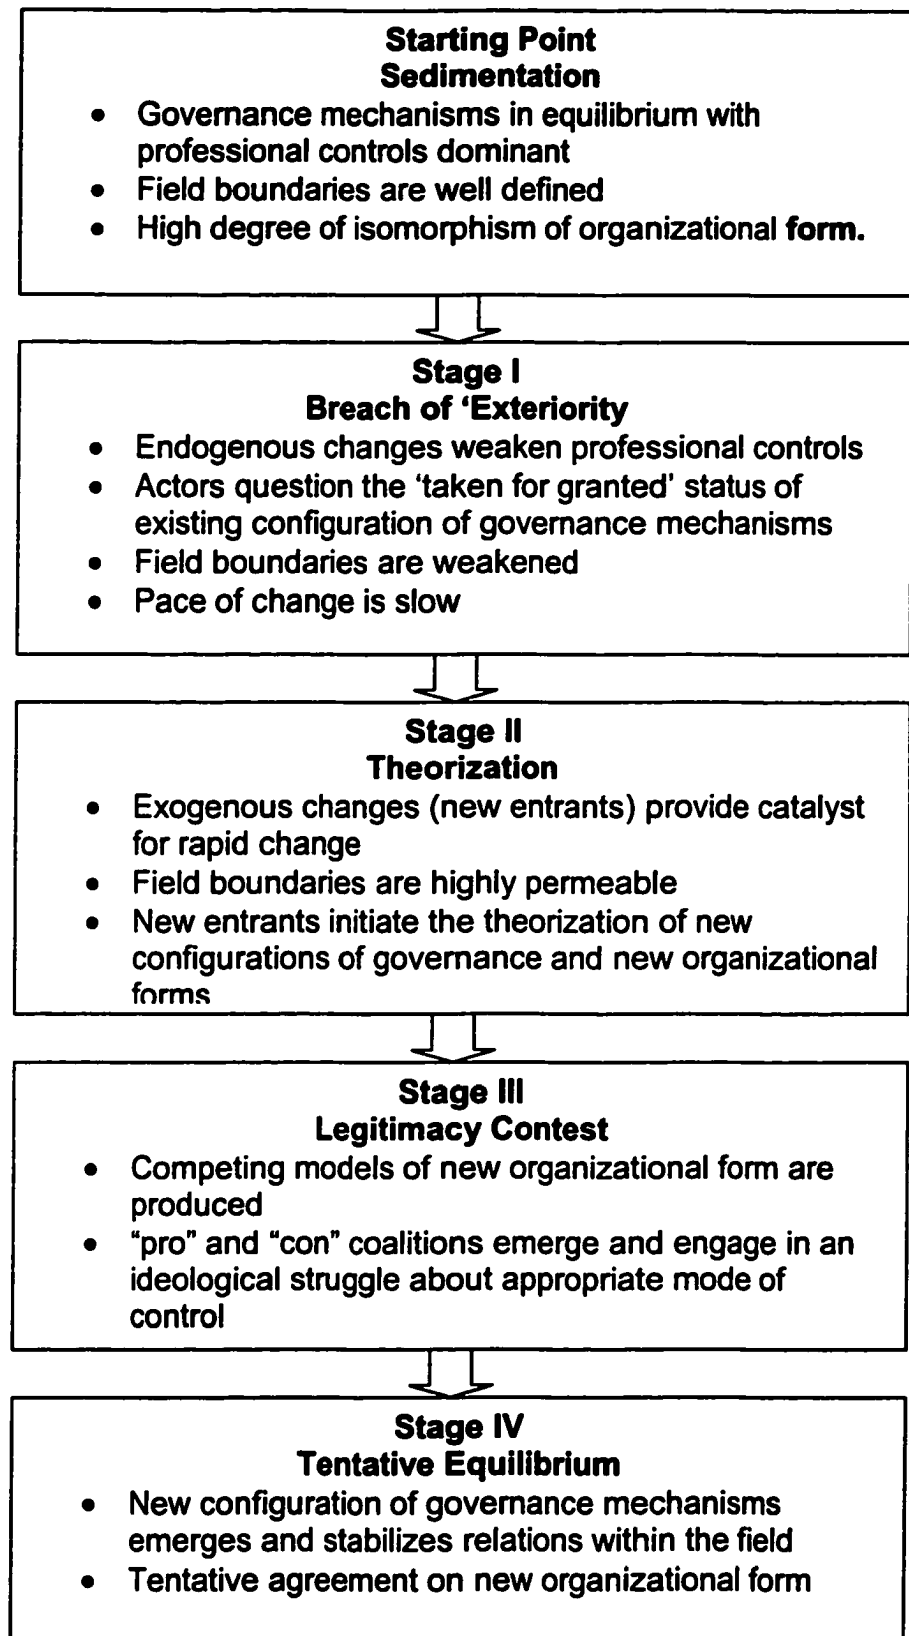 Starting Point
Sedimentation
• Governance mechanisms in equilibrium with
professional controls dominant
• Field boundaries are well defined
• High degree of isomorphism of organizational form.
Stage I
Breach of ‘Exteriority
• Endogenous changes weaken professional controls
• Actors question the ‘taken for granted’ status of
existing configuration of governance mechanisms
• Field boundaries are weakened
• Pace of change is slow
Stage II
Theorization
• Exogenous changes (new entrants) provide catalyst
for rapid change
• Field boundaries are highly permeable
• New entrants initiate the theorization of new
configurations of governance and new organizational
forms
Stage III
Legitimacy Contest
• Competing models of new organizational form are
produced
• “pro” and “con” coalitions emerge and engage in an
ideological struggle about appropriate mode of
control
Stage IV
Tentative Equilibrium
• New configuration of governance mechanisms
emerges and stabilizes relations within the field
• Tentative agreement on new organizational form